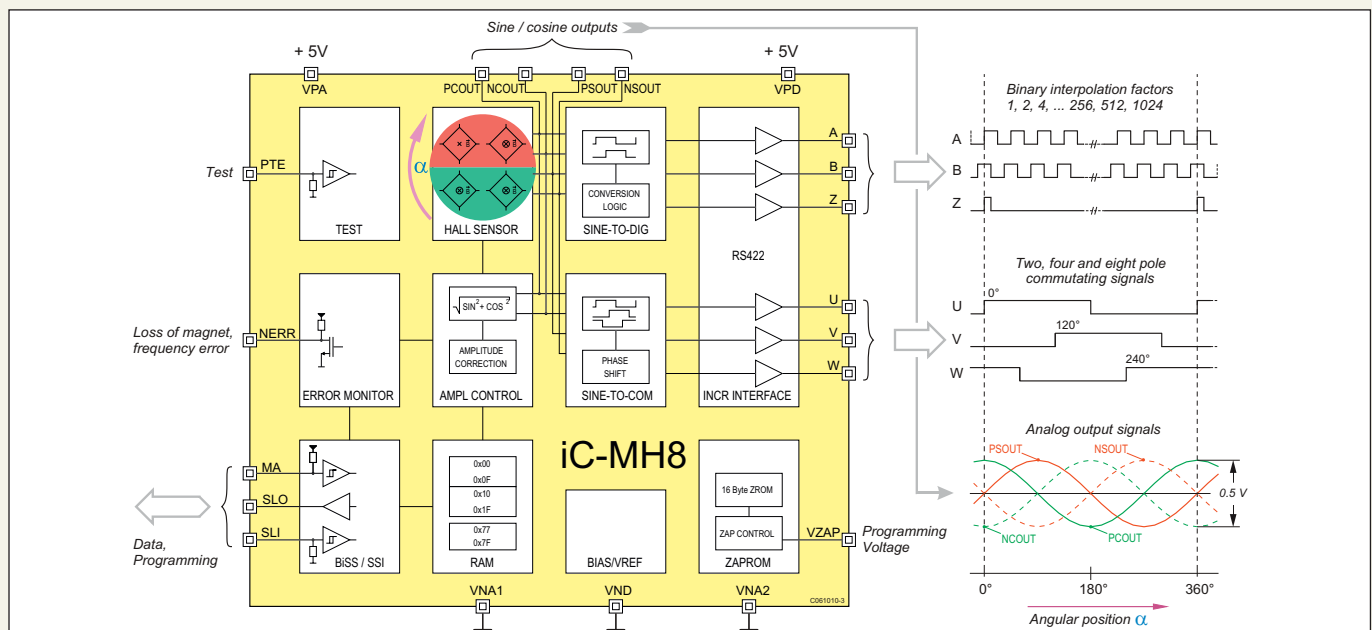 Sine / cosine outputs
+ 5V
+ 5V
VPA
PCOUT
NCOUT
PSOUT
NSOUT
VPD
Test
PTE
TEST
α
HALL SENSOR
CONVERSION
LOGIC
SINE-TO-DIG
RS422
A
B
Z
Loss of magnet,
frequency error
NERR
ERROR MONITOR
SIN² + COS²
AMPLITUDE
CORRECTION
AMPL CONTROL
PHASE
SHIFT
SINE-TO-COM
INCR INTERFACE
U
V
W
iC-MH8
MA
SLO
SLI
Data,
Programming
BiSS / SSI
0x00
0x0F
0x10
0x1F
0x77
0x7F
RAM
BIAS/VREF
16 Byte ZROM
ZAP CONTROL
ZAPROM
VZAP
Programming
Voltage
VNA1
VND
VNA2
C061010-3
Binary interpolation factors
1, 2, 4, ... 256, 512, 1024
A
B
Z
Two, four and eight pole
commutating signals
U
0°
V
120°
W
240°
Analog output signals
PSOUT
NSOUT
0.5 V
NCOUT
PCOUT
0°
180°
360°
Angular position α